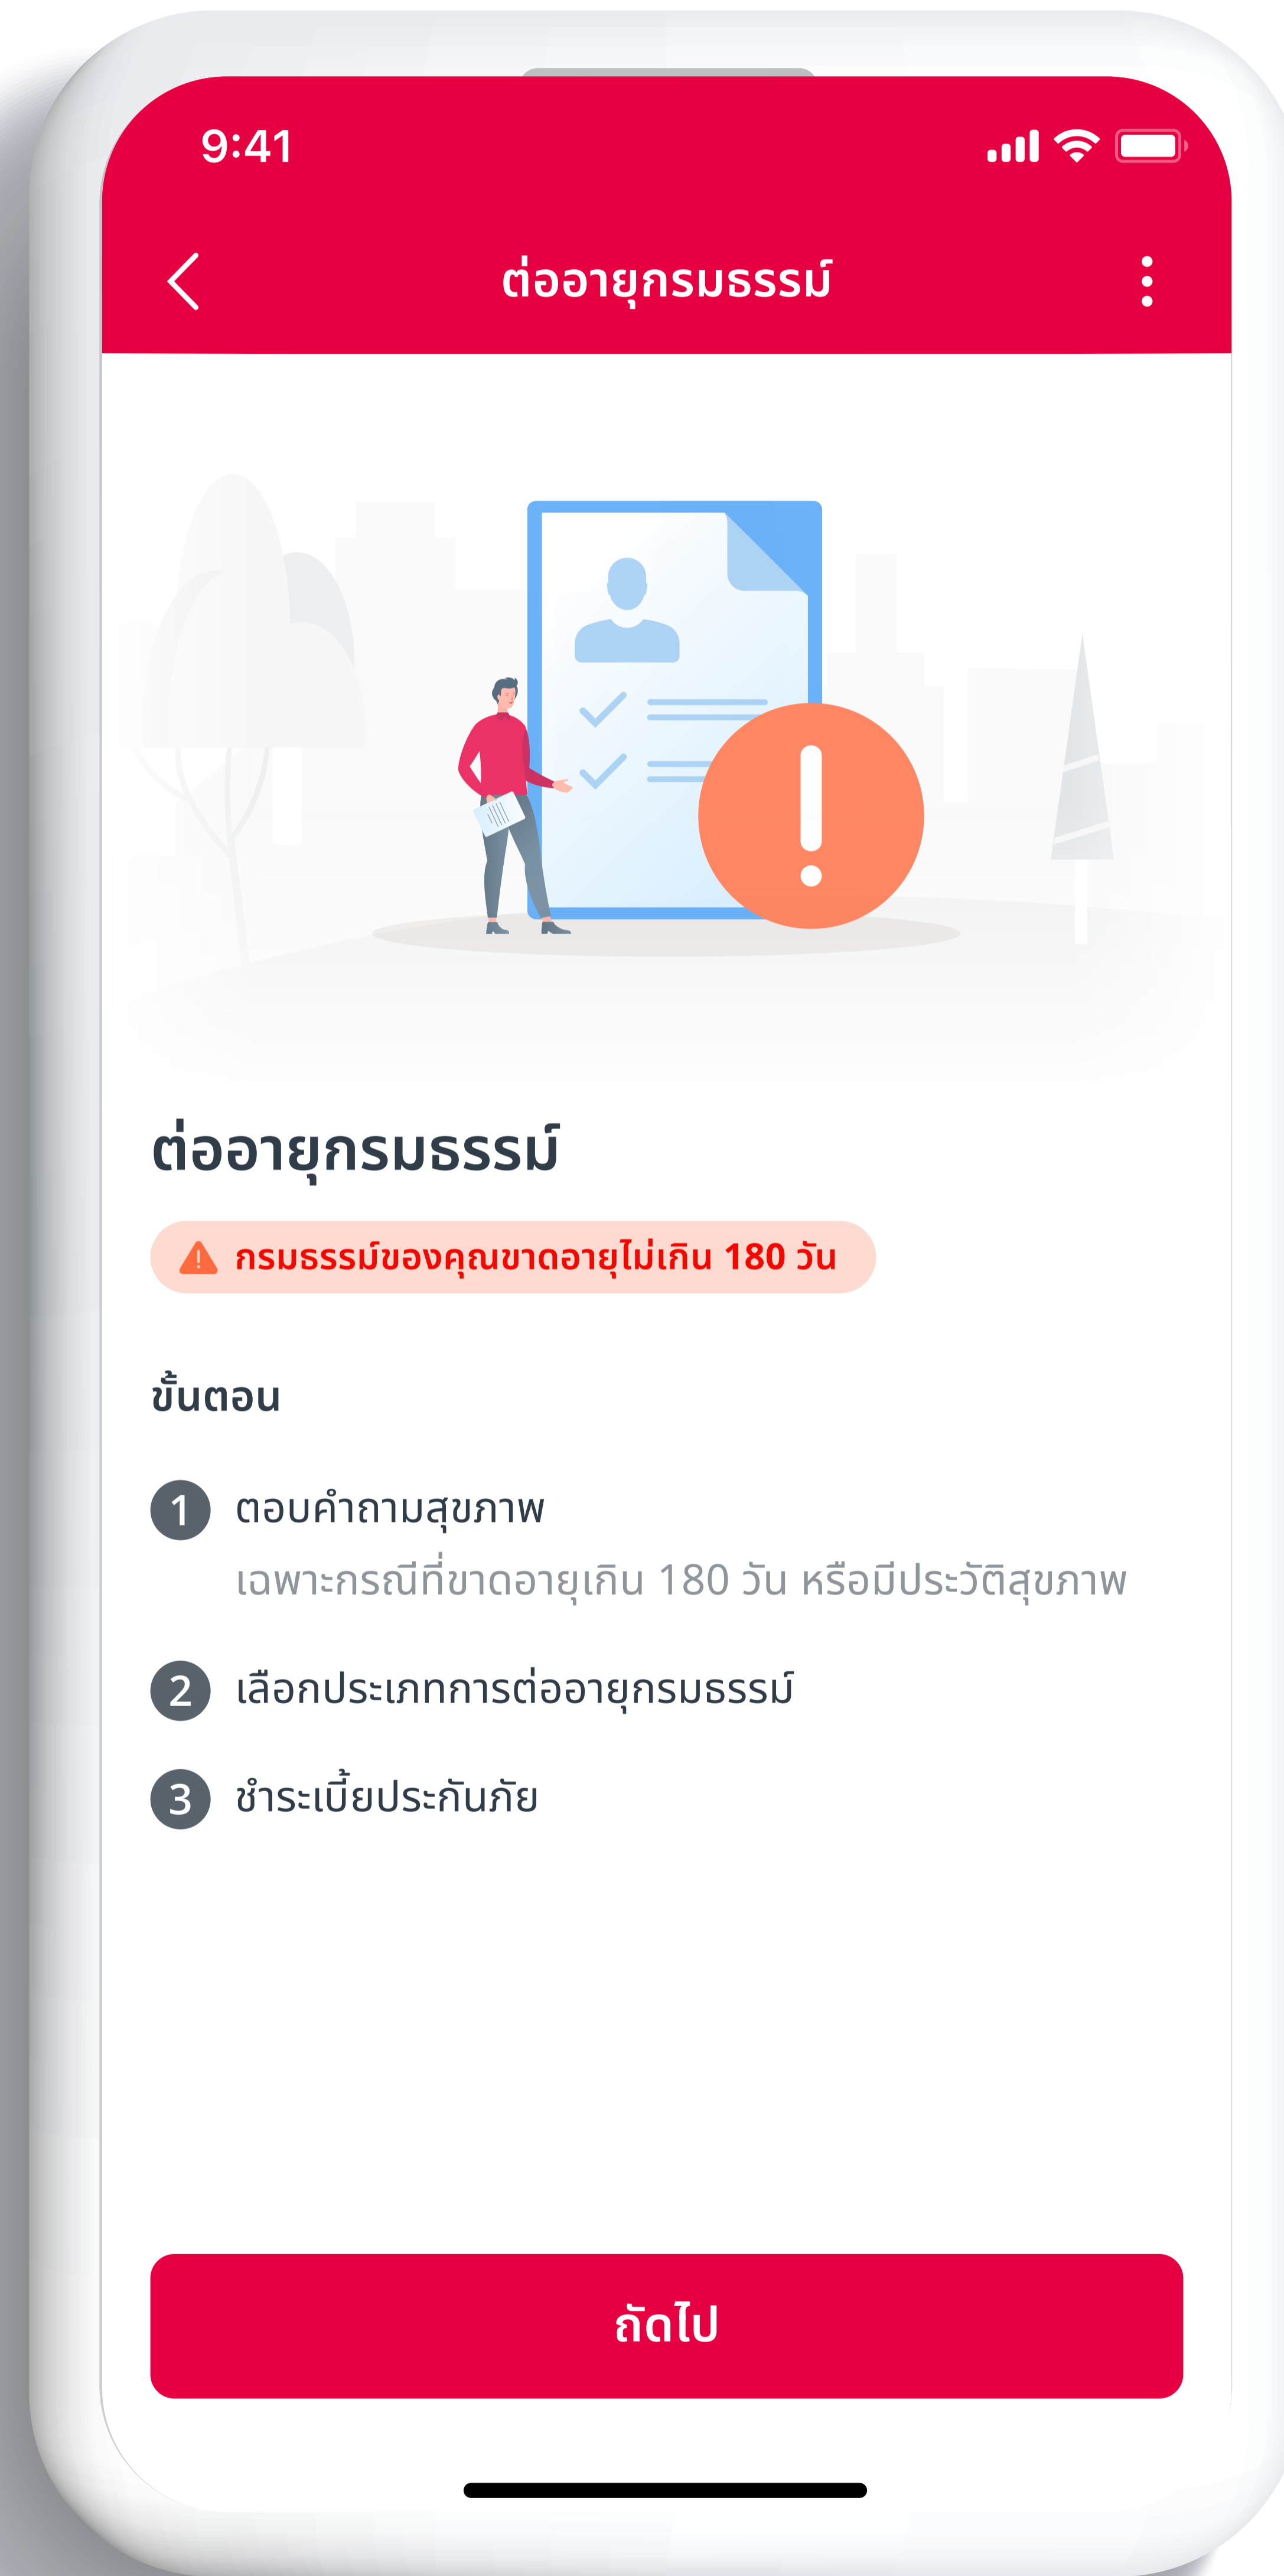 9:41
ต่ออายุกรมธรรม์
ต่ออายุกรมธรรม์
กรมธรรม์ของคุณขาดอายุไม่เกิน 180 วัน
ขั้นตอน
1 ตอบคำถามสุขภาพ
เฉพาะกรณีที่ขาดอายุเกิน 180 วัน หรือมีประวัติสุขภาพ
2 เลือกประเภทการต่ออายุกรมธรรม์
3 ชำระเบี้ยประกันภัย
ถัดไป